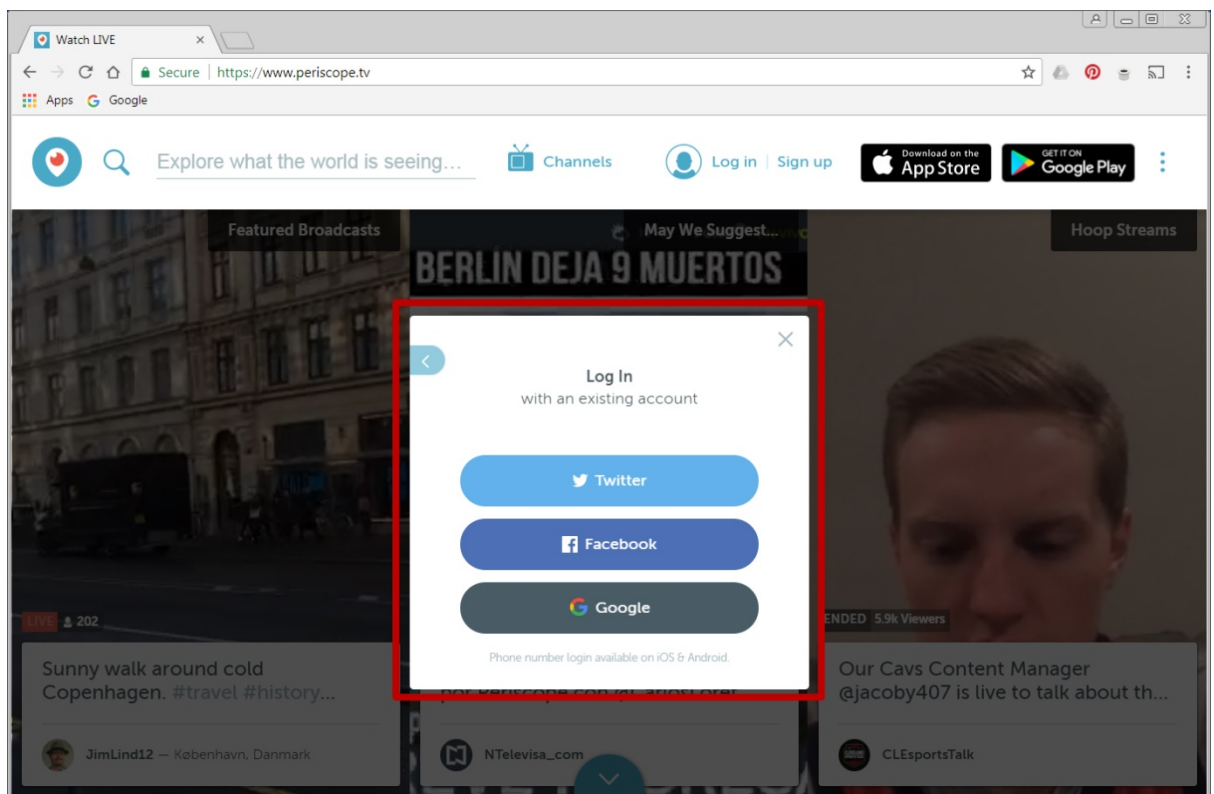 Watch LIVE
Secure https://www.periscope.tv
Apps Google
Explore what the world is seeing...
Channels
Log in | Sign up
Download on the
App Store
GET IT ON
Google Play
Featured Broadcasts
May We Suggest...
Hoop Streams
BERLÍN DEJA 9 MUERTOS
Log In
with an existing account
Twitter
Facebook
Google
Phone number login available on iOS & Android.
LIVE 202
ENDED 5.9k Viewers
Sunny walk around cold
Copenhagen. #travel #history...
por Periscope con
Our Cavs Content Manager
@jacoby407 is live to talk about th...
JimLind12 — København, Danmark
NTelevisa_com
CLEsportsTalk